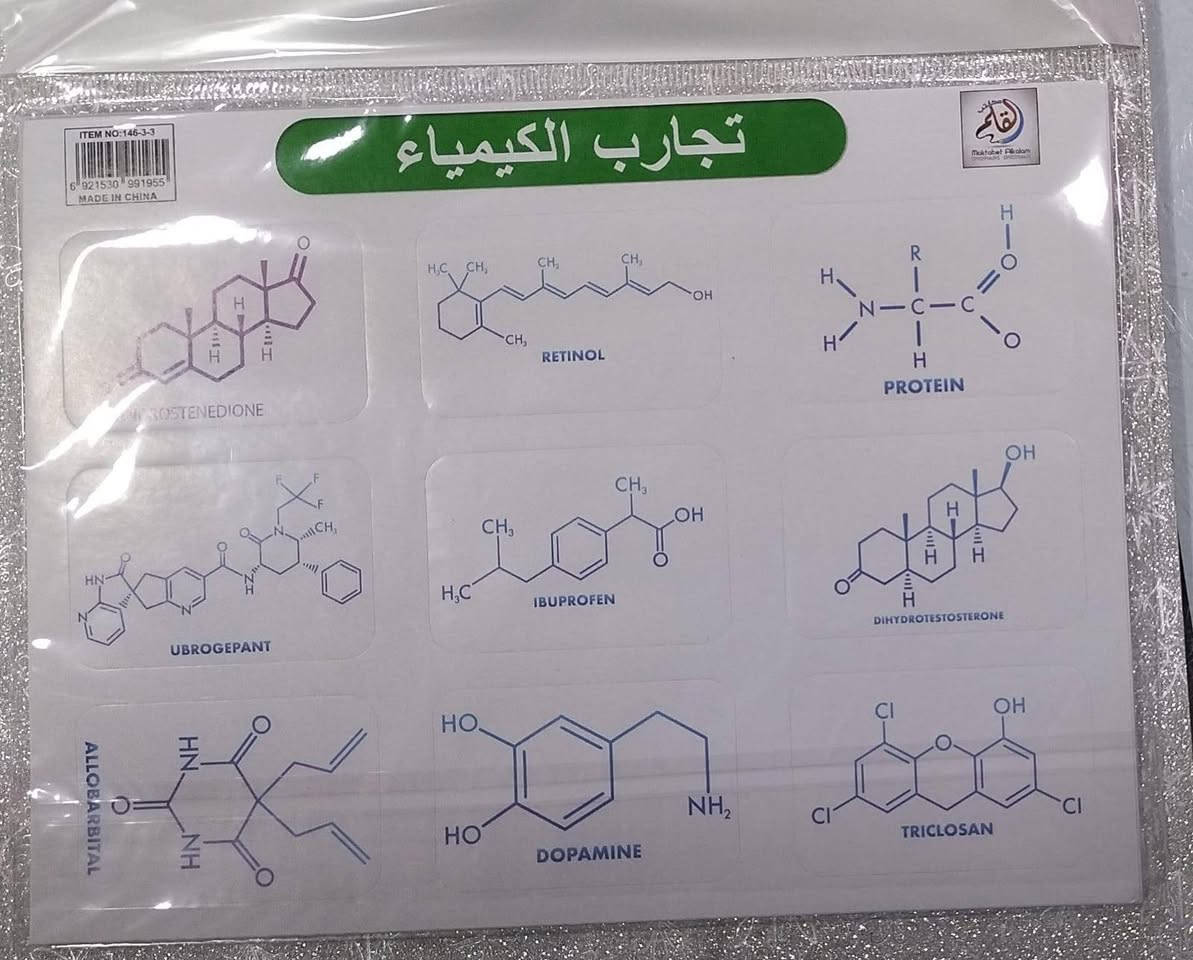 ITEM NO:146-3-3
6 921530 991955
MADE IN CHINA
تجارب الكيمياء
Maktabet Alkalam
O
H
H
H
ROSTENEDIONE
H₃C
CH₃
CH₃
CH₃
OH
CH₃
RETINOL
H
O
R
H
N
C
C
H
H
O
PROTEIN
F
F
F
O
N
CH₃
O
HN
O
N
H
N
N
UBROGEPANT
CH₃
CH₃
OH
O
H₃C
IBUPROFEN
OH
H
H
H
O
H
DIHYDROTESTOSTERONE
ALLOBARBITAL
O
NH
O
NH
O
HO
HO
NH₂
DOPAMINE
Cl
OH
O
Cl
Cl
TRICLOSAN